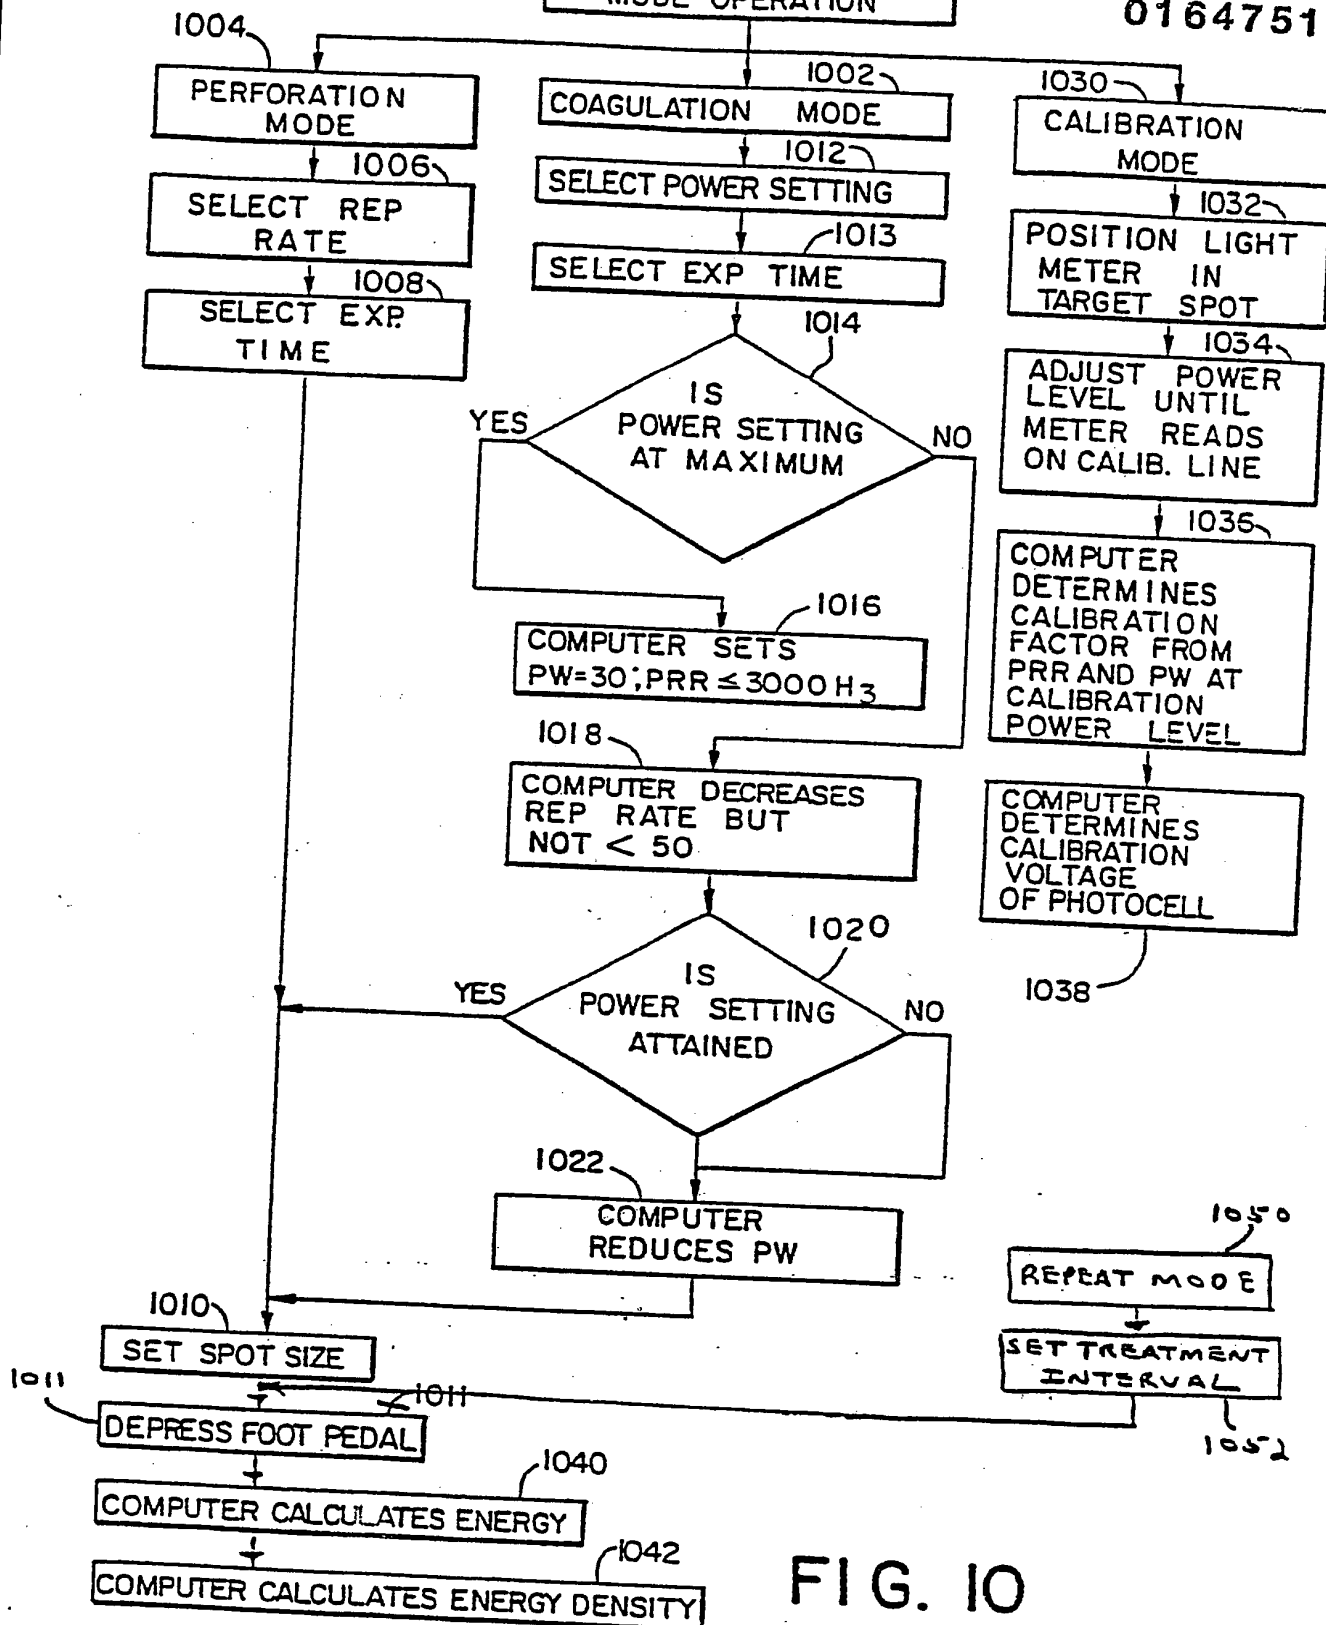 MODE OPERATION
0164751
1004
PERFORATION
MODE
1006
SELECT REP
RATE
1008
SELECT EXP.
TIME
1002
COAGULATION MODE
1012
SELECT POWER SETTING
1013
SELECT EXP TIME
1014
IS
POWER SETTING
AT MAXIMUM
YES
NO
1016
COMPUTER SETS
PW=30;PRR ≤3000 H3
1018
COMPUTER DECREASES
REP RATE BUT
NOT < 50
1020
IS
POWER SETTING
ATTAINED
YES
NO
1022
COMPUTER
REDUCES PW
1030
CALIBRATION
MODE
1032
POSITION LIGHT
METER IN
TARGET SPOT
1034
ADJUST POWER
LEVEL UNTIL
METER READS
ON CALIB. LINE
1036
COMPUTER
DETERMINES
CALIBRATION
FACTOR FROM
PRR AND PW AT
CALIBRATION
POWER LEVEL
COMPUTER
DETERMINES
CALIBRATION
VOLTAGE
OF PHOTOCELL
1038
1050
REPEAT MODE
SET TREATMENT
INTERVAL
1052
1010
SET SPOT SIZE
1011
1011
DEPRESS FOOT PEDAL
1040
COMPUTER CALCULATES ENERGY
1042
COMPUTER CALCULATES ENERGY DENSITY
FIG. 10